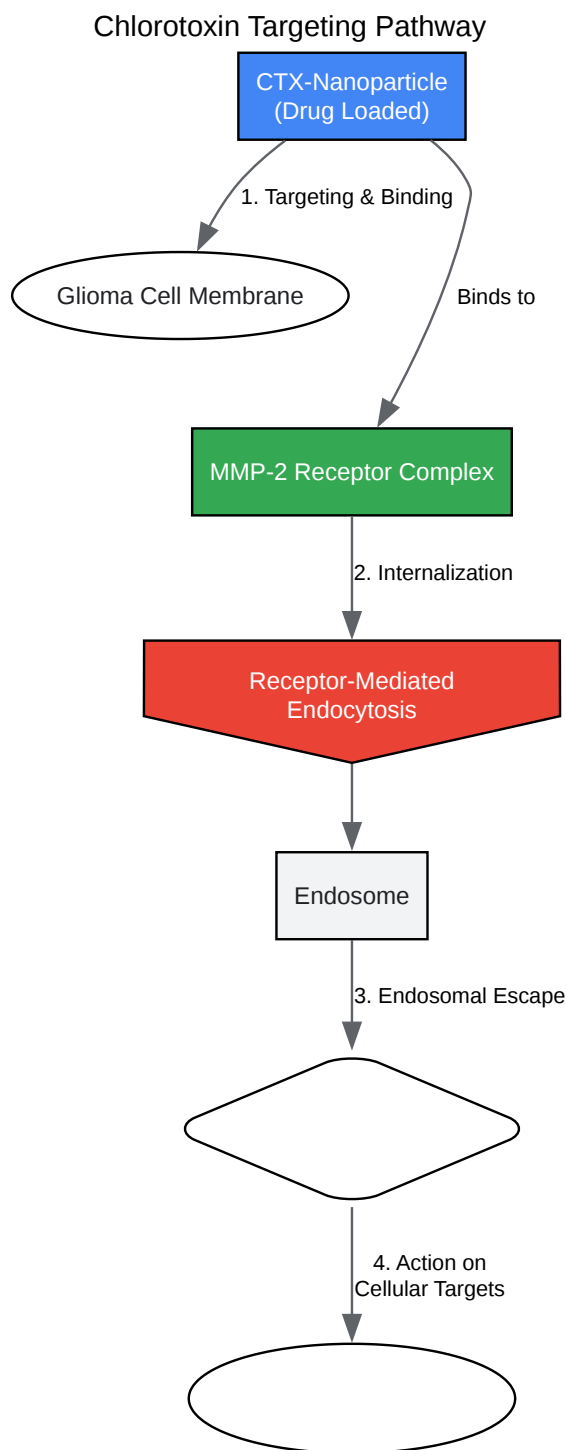 Chlorotoxin Targeting Pathway
CTX-Nanoparticle
(Drug Loaded)
1. Targeting & Binding
Glioma Cell Membrane
Binds to
MMP-2 Receptor Complex
2. Internalization
Receptor-Mediated
Endocytosis
Endosome
3. Endosomal Escape
4. Action on
Cellular Targets